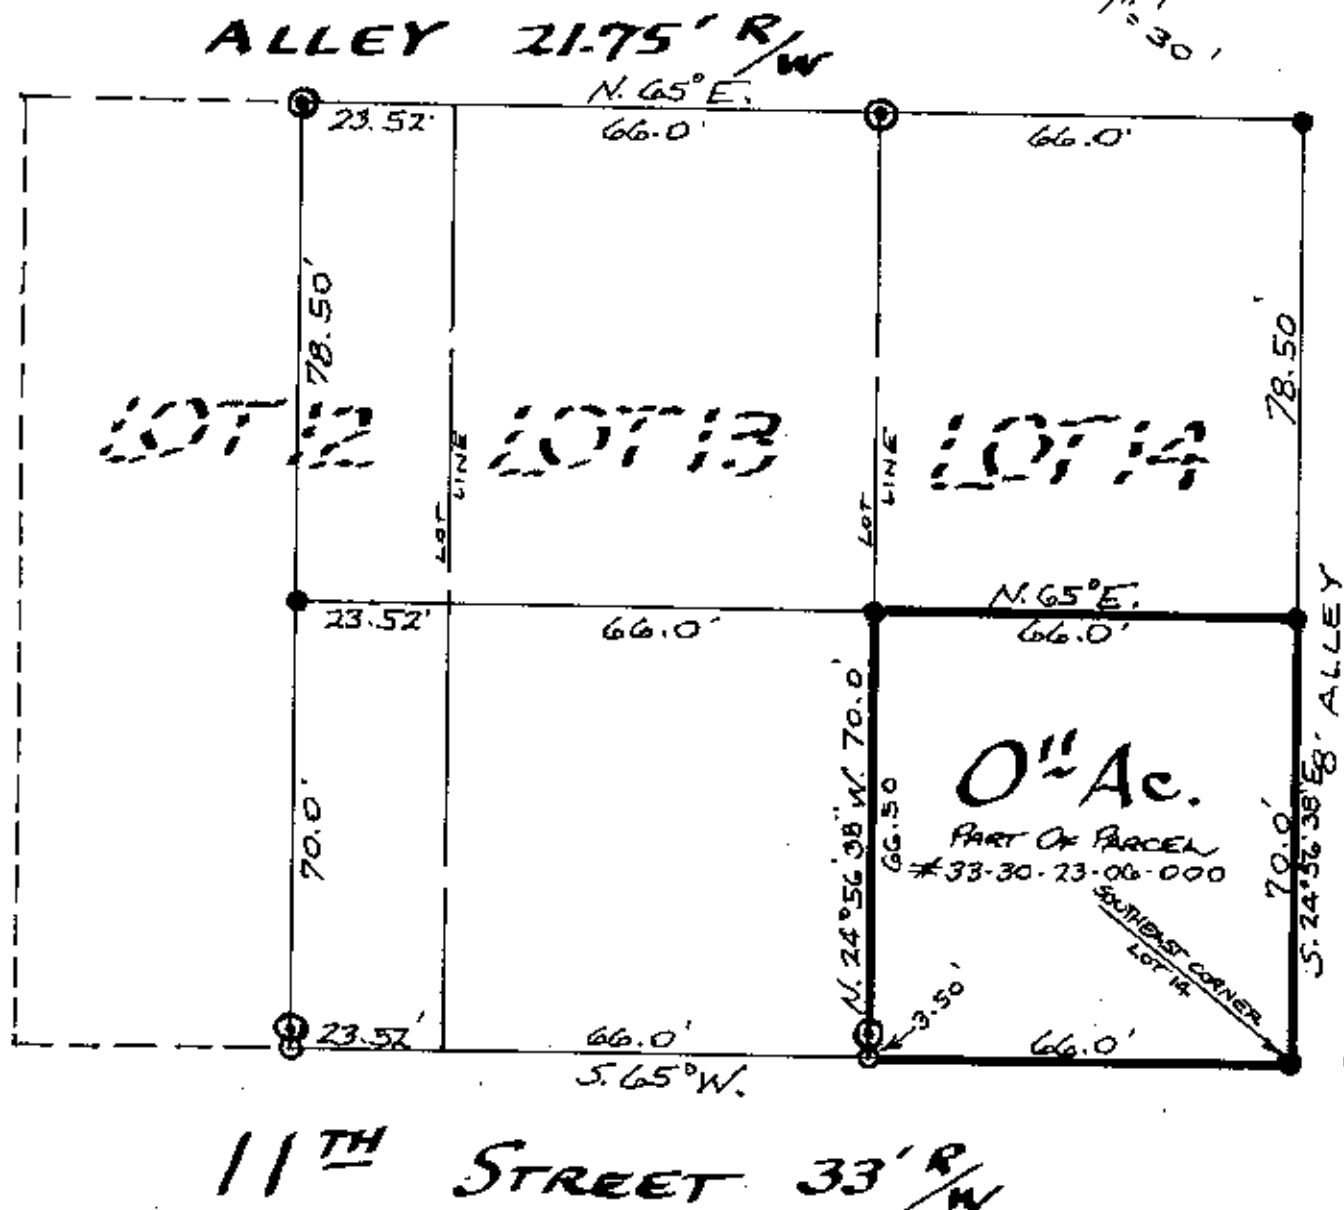 ALLEY 21.75' R/W
30'
N. 65° E.
23.52'
66.0'
66.0'
78.50'
78.50'
LOT 12
LOT 13
LOT 14
LOT LINE
LOT LINE
N. 65° E.
23.52'
66.0'
66.0'
8' ALLEY
70.0'
N. 24° 56' 38" W. 70.0'
66.50
0.11 Ac.
PART OF PARCEL
# 33-30-23-06-000
70.0'
S. 24° 56' 38" E
SOUTHEAST CORNER
LOT 14
3.50'
23.52'
66.0'
66.0'
S. 65° W.
11TH STREET 33' R/W